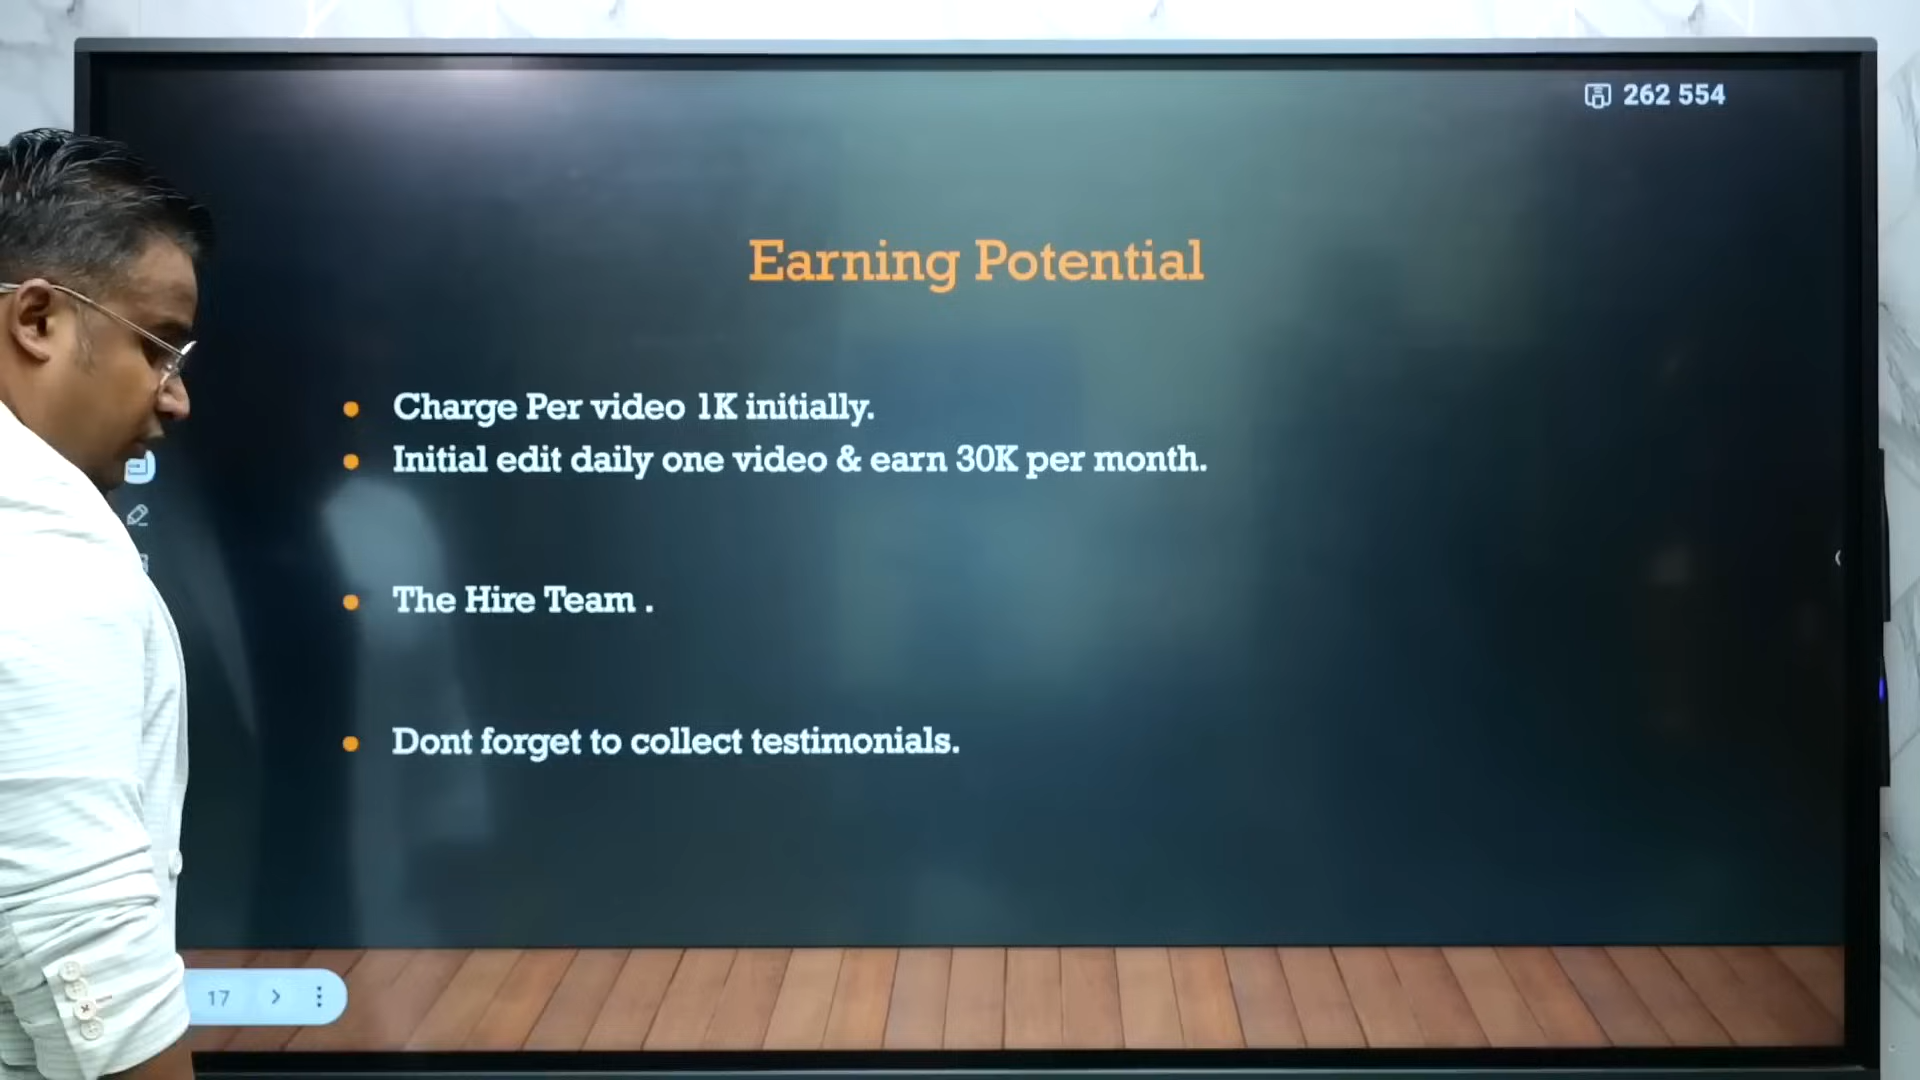 262 554
Earning Potential
Charge Per video 1K initially.
Initial edit daily one video & earn 30K per month.
The Hire Team .
Dont forget to collect testimonials.
17